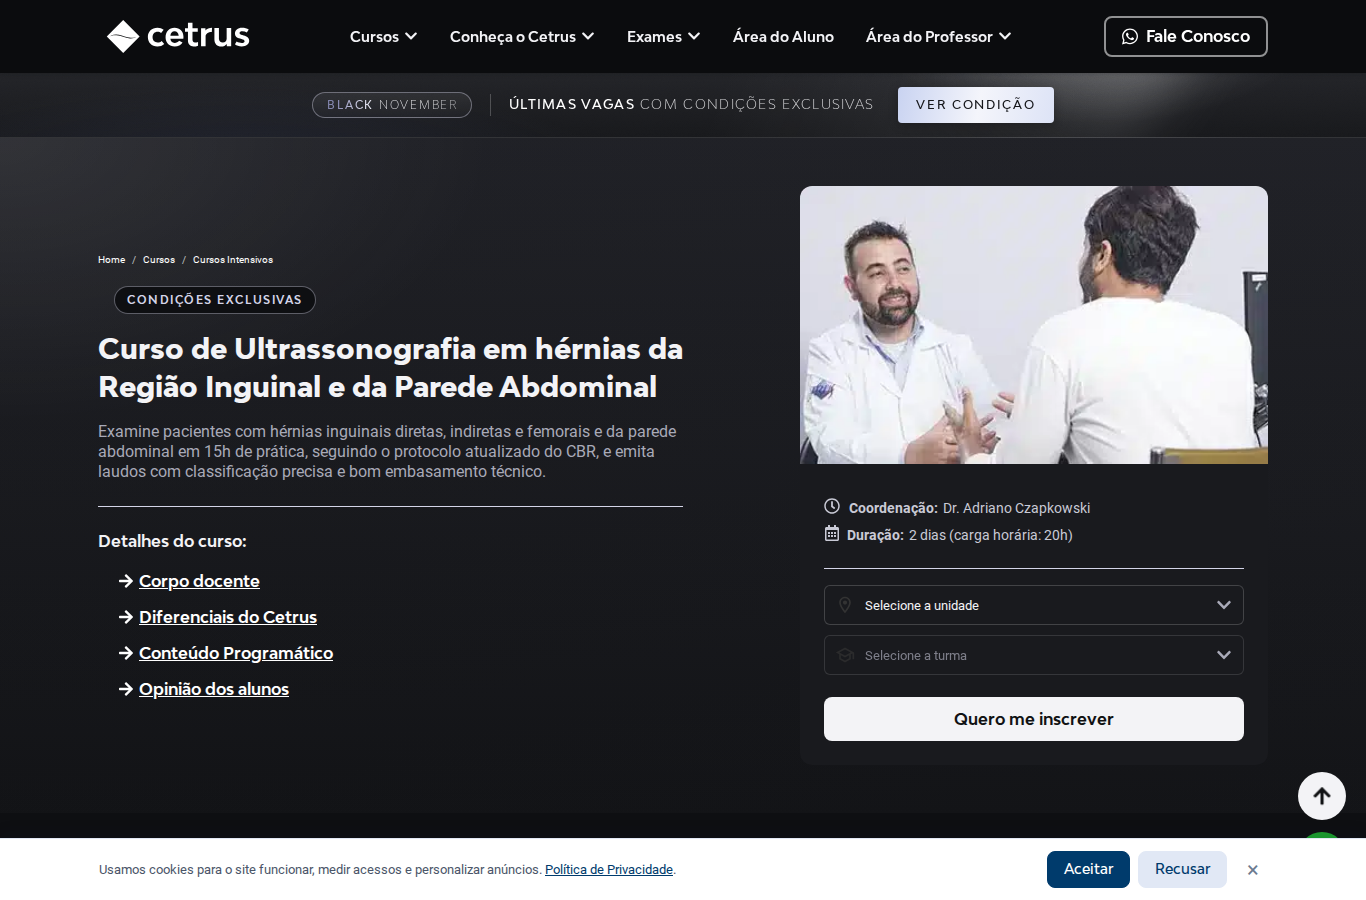 cetrus
Cursos
Conheça o Cetrus
Exames
Área do Aluno
Área do Professor
Fale Conosco
BLACK NOVEMBER
ÚLTIMAS VAGAS COM CONDIÇÕES EXCLUSIVAS
VER CONDIÇÃO
Home / Cursos / Cursos Intensivos
CONDIÇÕES EXCLUSIVAS
Curso de Ultrassonografia em hérnias da
Região Inguinal e da Parede Abdominal
Examine pacientes com hérnias inguinais diretas, indiretas e femorais e da parede
abdominal em 15h de prática, seguindo o protocolo atualizado do CBR, e emita
laudos com classificação precisa e bom embasamento técnico.
Detalhes do curso:
Corpo docente
Diferenciais do Cetrus
Conteúdo Programático
Opinião dos alunos
Coordenação: Dr. Adriano Czapkowski
Duração: 2 dias (carga horária: 20h)
Selecione a unidade
Selecione a turma
Quero me inscrever
Usamos cookies para o site funcionar, medir acessos e personalizar anúncios. Política de Privacidade.
Aceitar
Recusar
×